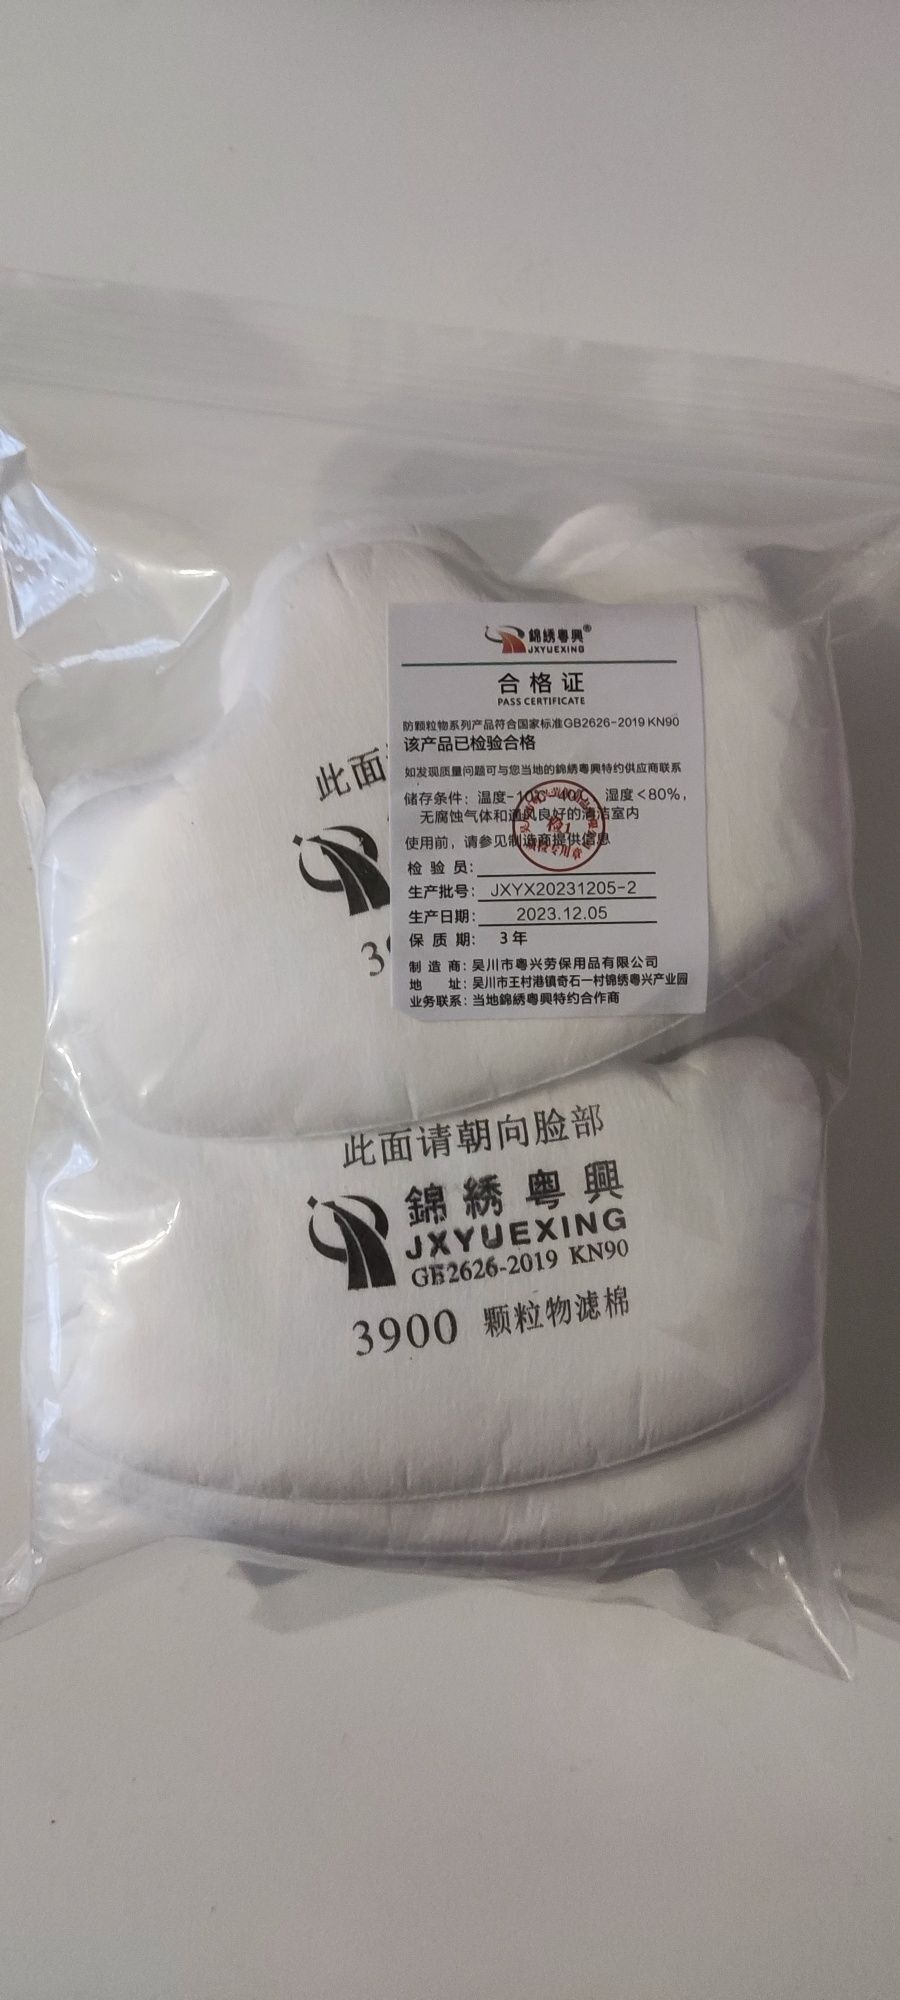 錦綉粵興®
JXYUEXING
合格证
PASS CERTIFICATE
防颗粒物系列产品符合国家标准GB2626-2019 KN90
该产品已检验合格
如发现质量问题可与您当地的錦綉粵興特约供应商联系
储存条件：温度-10℃-40℃ 湿度＜80%，
无腐蚀气体和通风良好的清洁室内
使用前，请参见制造商提供信息
检1
检验员：
生产批号：JXYX20231205-2
生产日期：2023.12.05
保质期：3年
制造商：吴川市粤兴劳保用品有限公司
地址：吴川市王村港镇奇石一村锦绣粤兴产业园
业务联系：当地錦綉粵興特约合作商
此面
此面请朝向脸部
錦綉粵興
JXYUEXING
GB2626-2019 KN90
3900 颗粒物滤棉